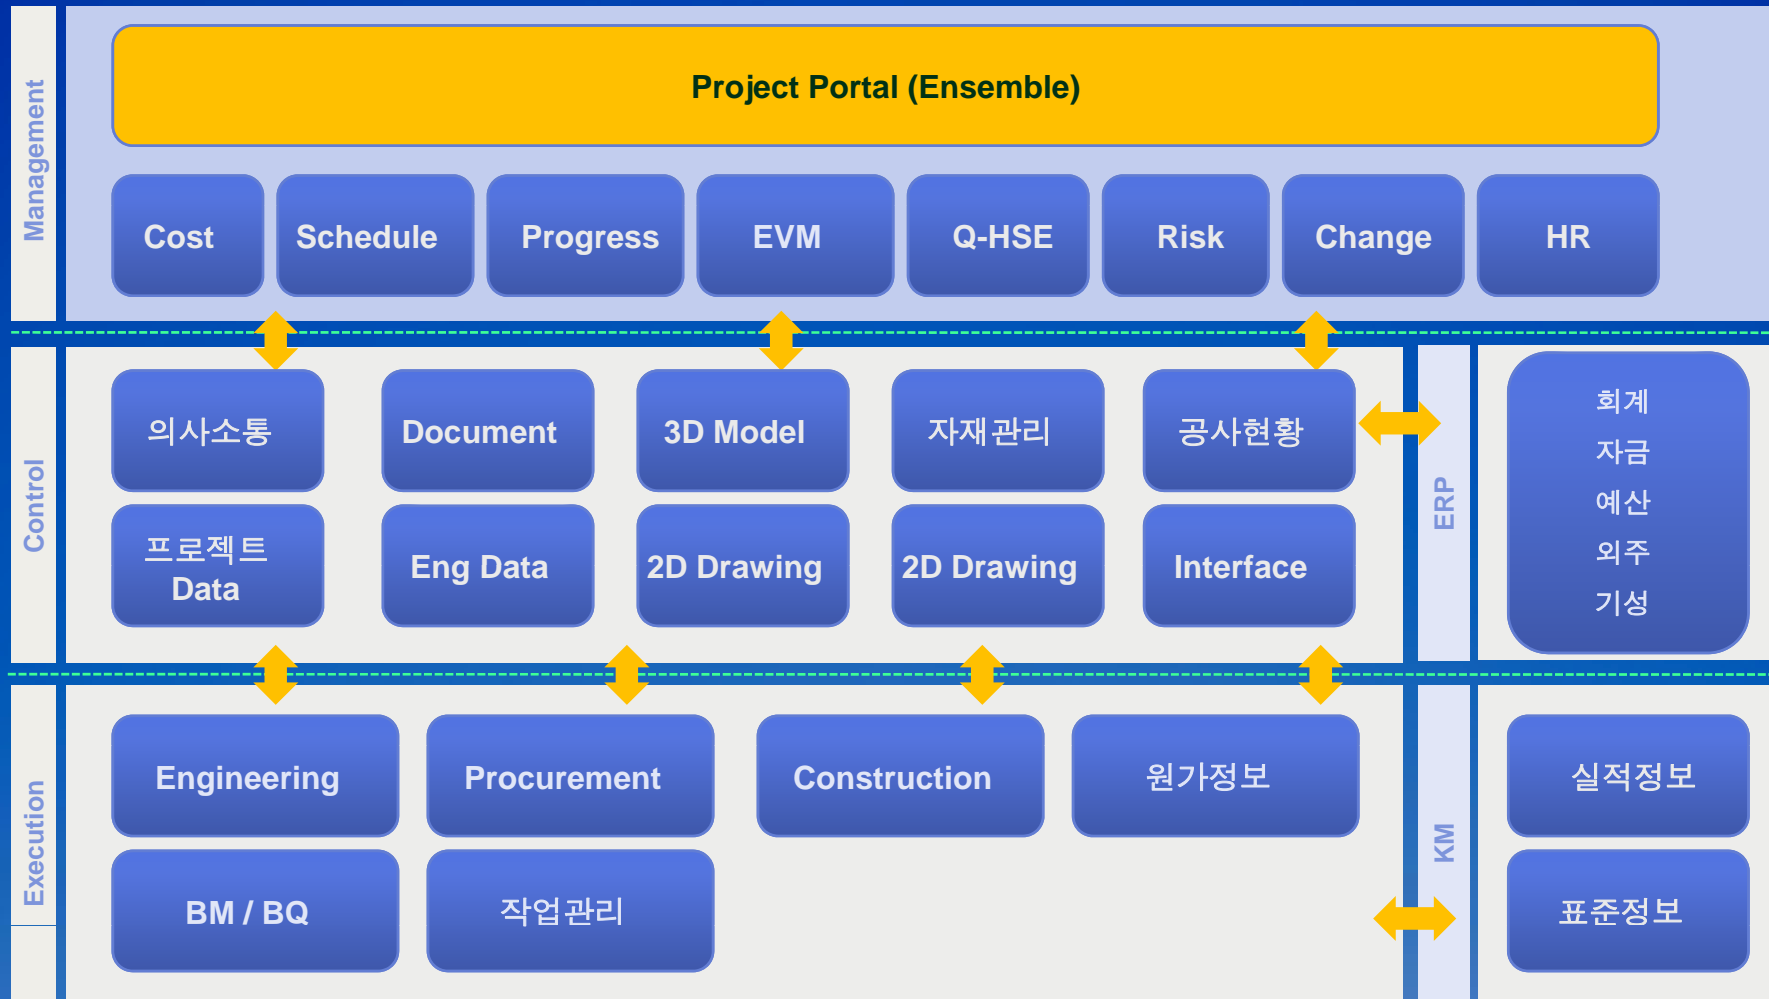 Management
Project Portal (Ensemble)
Cost
Schedule
Progress
EVM
Q-HSE
Risk
Change
HR
Control
의사소통
Document
3D Model
자재관리
공사현황
프로젝트
Data
Eng Data
2D Drawing
2D Drawing
Interface
ERP
회계
자금
예산
외주
기성
Execution
Engineering
Procurement
Construction
원가정보
BM / BQ
작업관리
KM
실적정보
표준정보